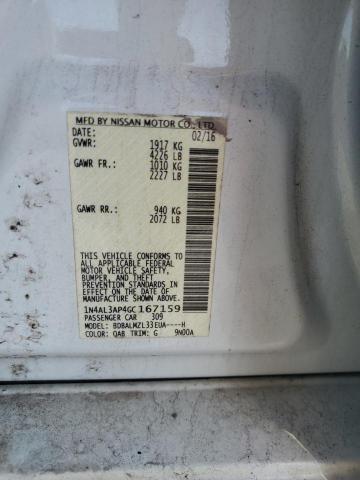 MFD BY NISSAN MOTOR CO., LTD.
DATE: 02/16
GVWR: 1917 KG
4226 LB
GAWR FR.: 1010 KG
2227 LB
GAWR RR.: 940 KG
2072 LB
THIS VEHICLE CONFORMS TO
ALL APPLICABLE FEDERAL
MOTOR VEHICLE SAFETY,
BUMPER, AND THEFT
PREVENTION STANDARDS
IN EFFECT ON THE DATE OF
MANUFACTURE SHOWN ABOVE.
1N4AL3AP4GC167159
PASSENGER CAR 309
MODEL: BDBALMZL33EUA----H
COLOR: QAB TRIM: G 9N00A